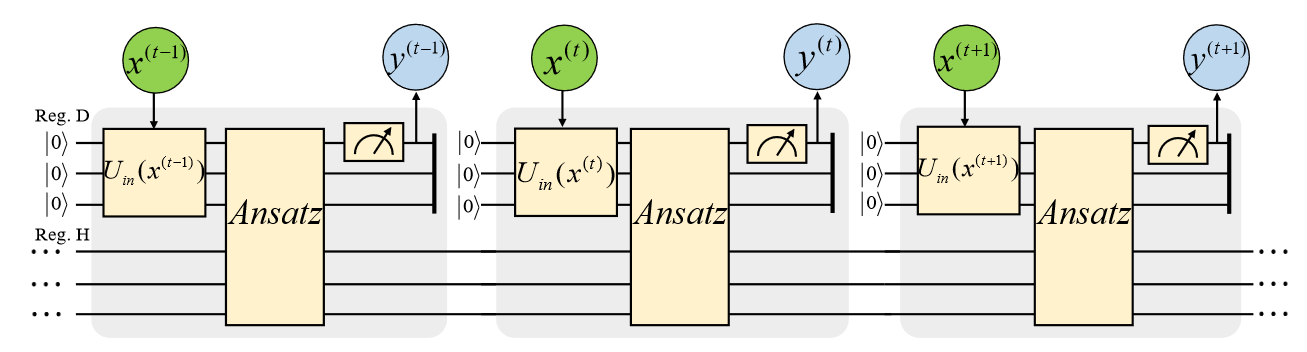 x^(t−1) y^(t−1) x^(t) y^(t) x^(t+1) y^(t+1)
Reg. D
|0⟩ |0⟩ |0⟩
|0⟩ U_in(x^(t−1)) |0⟩ U_in(x^(t)) |0⟩ U_in(x^(t+1))
|0⟩ |0⟩ |0⟩
Ansatz Ansatz Ansatz
Reg. H
··· ···
··· ···
··· ···